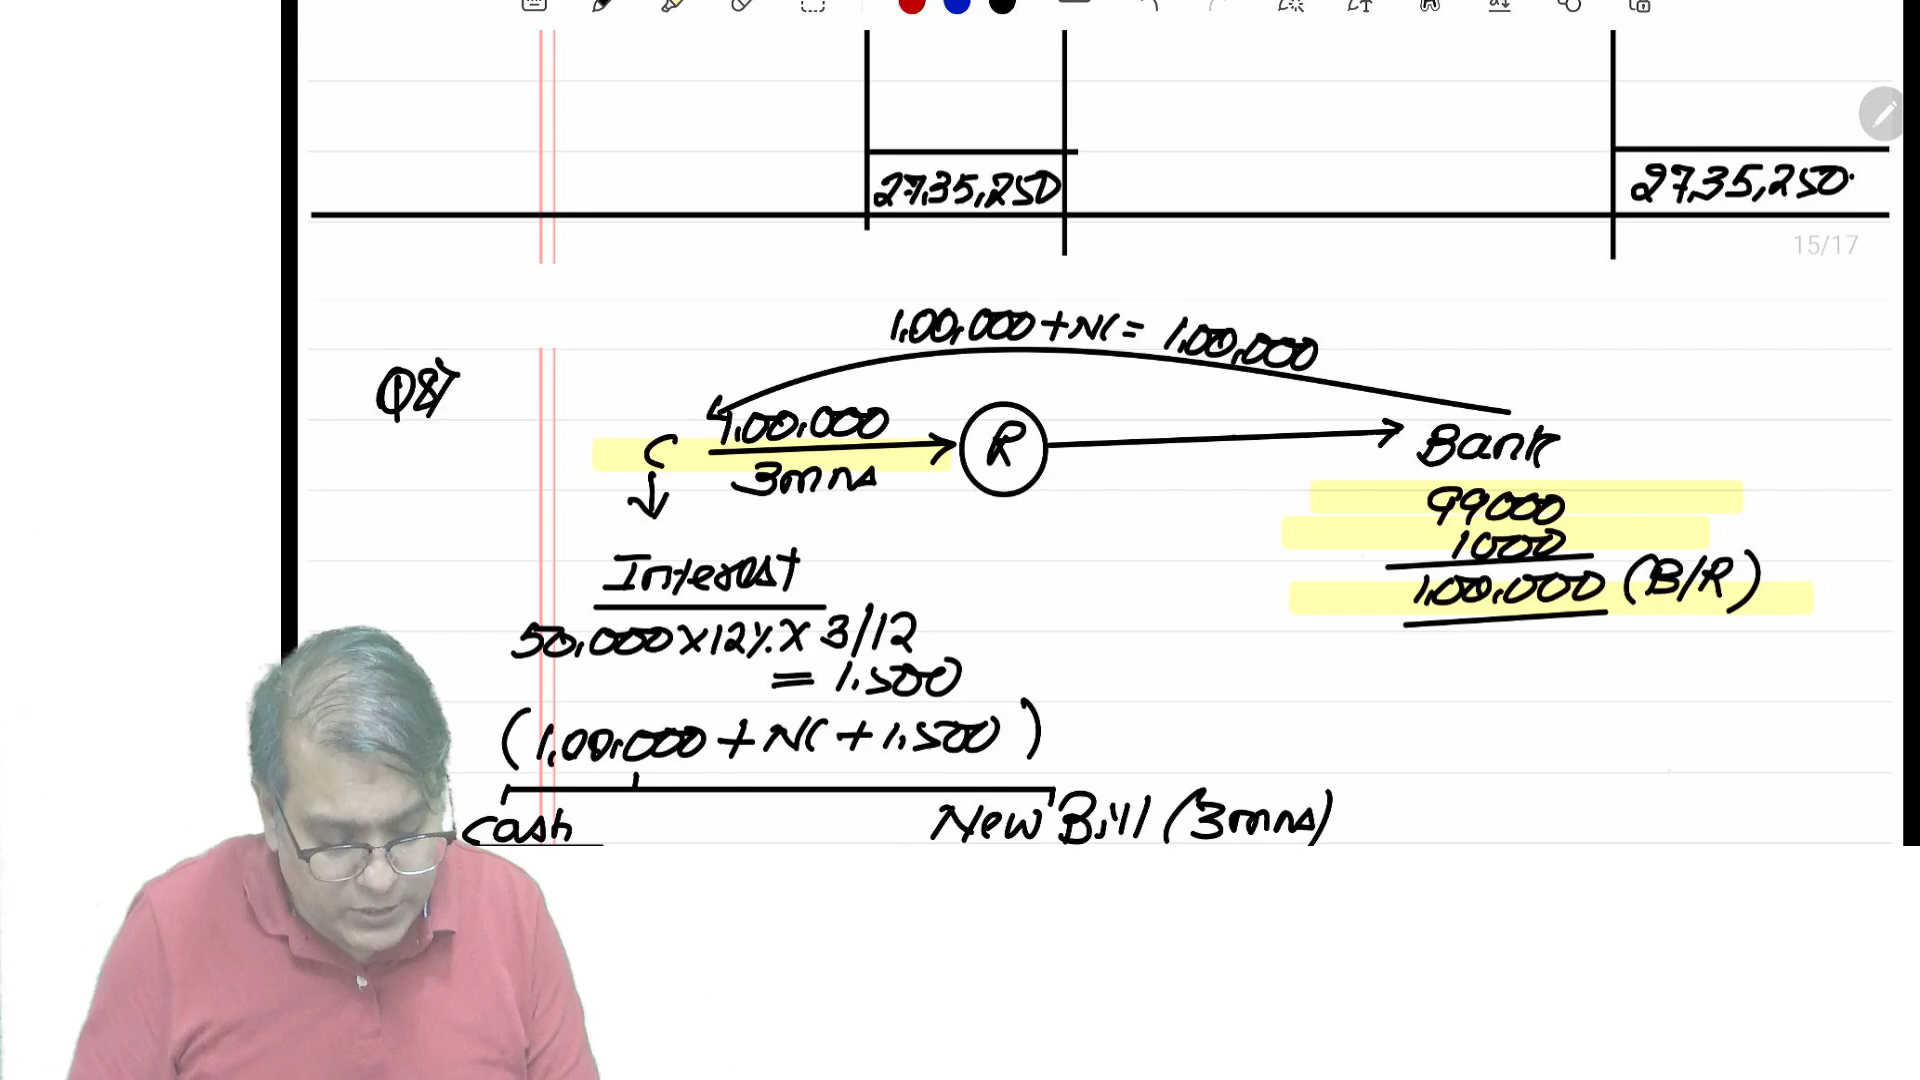 27,35,250 27,35,250
15/17
1,00,000 + NC = 1,00,000
Q8)
C 1,00,000 R Bank
3mns
99000
1000
Interest 1,00,000 (B/R)
50,000 x 12% x 3/12
= 1,500
(1,00,000 + NC + 1,500)
Cash New Bill (3mns)